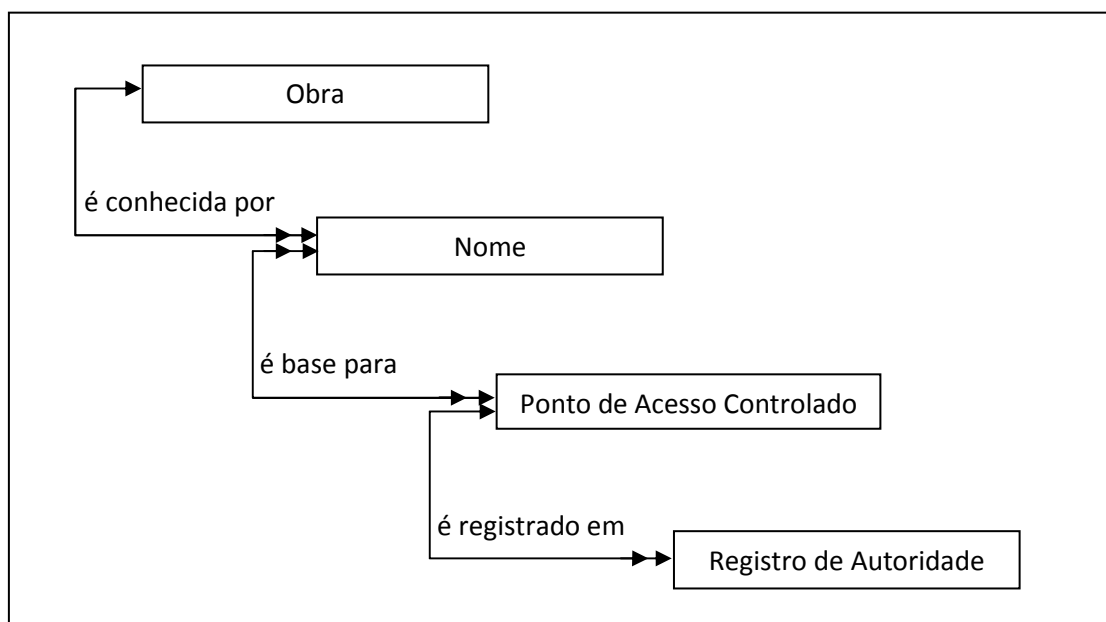 Obra
é conhecida por
Nome
é base para
Ponto de Acesso Controlado
é registrado em
Registro de Autoridade